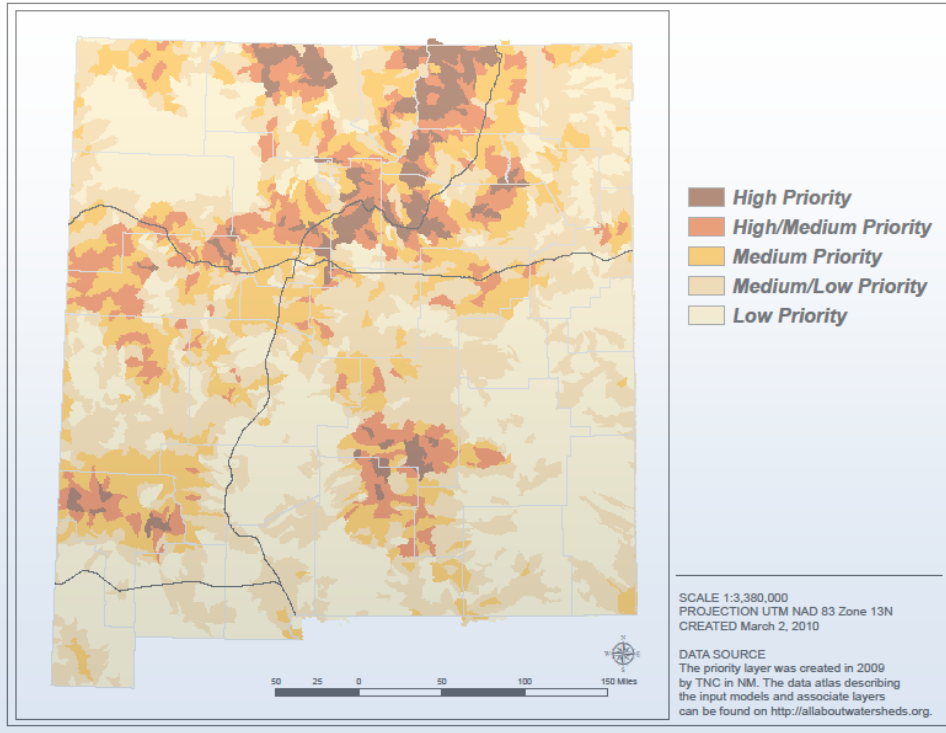 High Priority
High/Medium Priority
Medium Priority
Medium/Low Priority
Low Priority
SCALE 1:3,380,000
PROJECTION UTM NAD 83 Zone 13N
CREATED March 2, 2010
DATA SOURCE
The priority layer was created in 2009
by TNC in NM. The data atlas describing
the input models and associate layers
can be found on http://allaboutwatersheds.org.
50 25 0 50 100 150 Miles